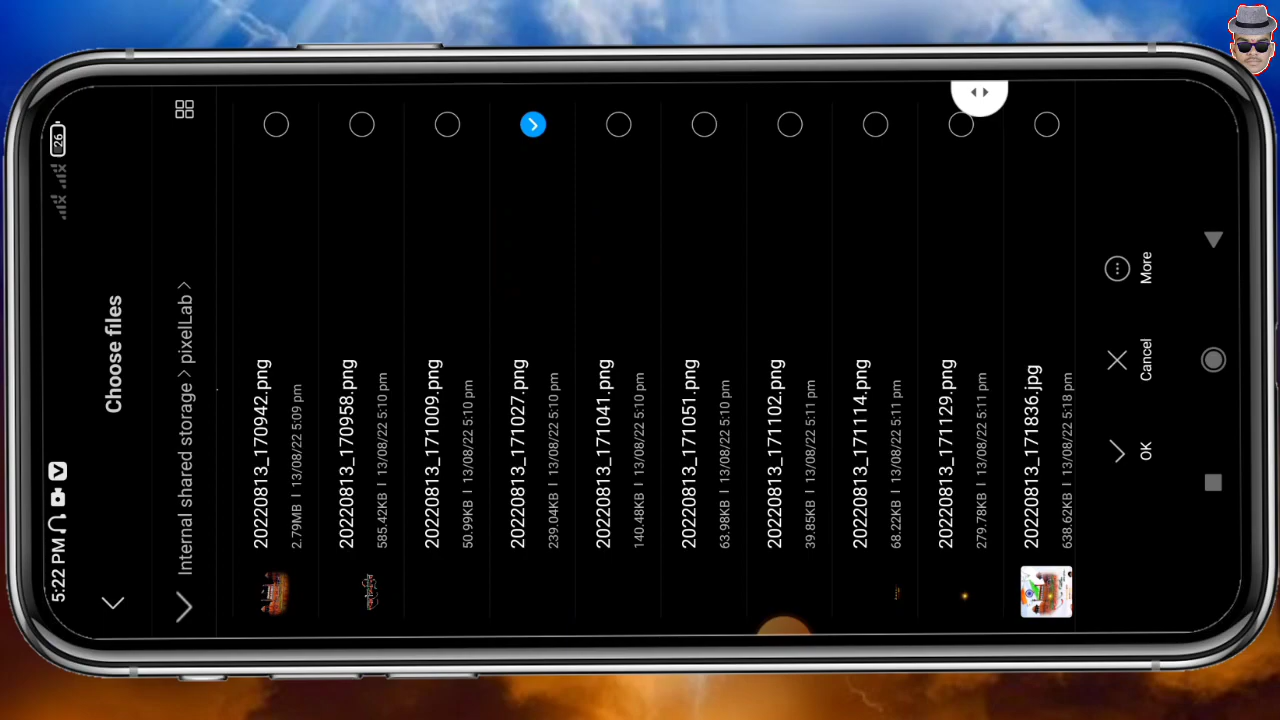 5:22 PM
26
Choose files
Internal shared storage > pixelLab >
20220813_170942.png
2.79MB | 13/08/22 5:09 pm
20220813_170958.png
585.42KB | 13/08/22 5:10 pm
20220813_171009.png
50.99KB | 13/08/22 5:10 pm
20220813_171027.png
239.04KB | 13/08/22 5:10 pm
20220813_171041.png
140.48KB | 13/08/22 5:10 pm
20220813_171051.png
63.98KB | 13/08/22 5:10 pm
20220813_171102.png
39.85KB | 13/08/22 5:11 pm
20220813_171114.png
68.22KB | 13/08/22 5:11 pm
20220813_171129.png
279.78KB | 13/08/22 5:11 pm
20220813_171836.jpg
638.62KB | 13/08/22 5:18 pm
OK
Cancel
More